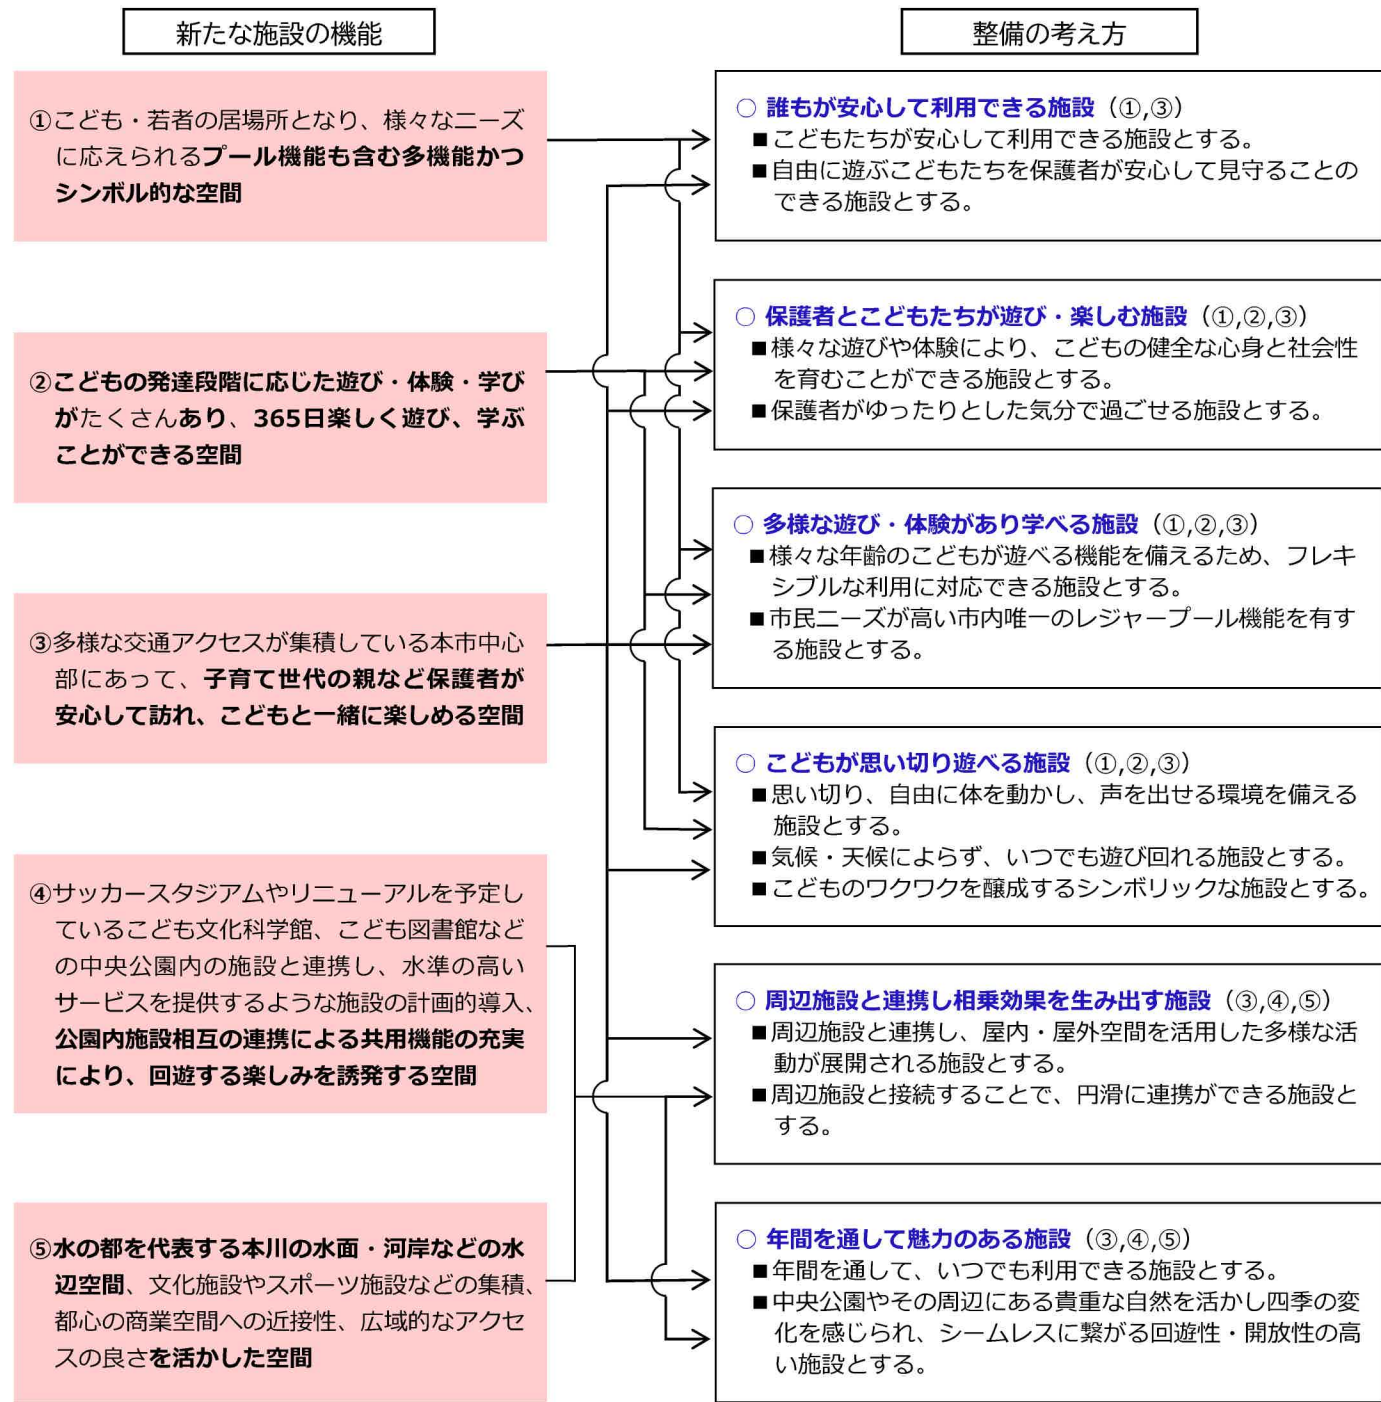 新たな施設の機能
①こども・若者の居場所となり、様々なニーズ
に応えられるプール機能も含む多機能かつ
シンボル的な空間
②こどもの発達段階に応じた遊び・体験・学び
がたくさんあり、365日楽しく遊び、学ぶ
ことができる空間
③多様な交通アクセスが集積している本市中心
部にあって、子育て世代の親など保護者が
安心して訪れ、こどもと一緒に楽しめる空間
④サッカースタジアムやリニューアルを予定し
ているこども文化科学館、こども図書館など
の中央公園内の施設と連携し、水準の高い
サービスを提供するような施設の計画的導入、
公園内施設相互の連携による共用機能の充実
により、回遊する楽しみを誘発する空間
⑤水の都を代表する本川の水面・河岸などの水
辺空間、文化施設やスポーツ施設などの集積、
都心の商業空間への近接性、広域的なアクセ
スの良さを活かした空間
整備の考え方
○ 誰もが安心して利用できる施設（①,③）
■こどもたちが安心して利用できる施設とする。
■自由に遊ぶこどもたちを保護者が安心して見守ることの
できる施設とする。
○ 保護者とこどもたちが遊び・楽しむ施設（①,②,③）
■様々な遊びや体験により、こどもの健全な心身と社会性
を育むことができる施設とする。
■保護者がゆったりとした気分で過ごせる施設とする。
○ 多様な遊び・体験があり学べる施設（①,②,③）
■様々な年齢のこどもが遊べる機能を備えるため、フレキ
シブルな利用に対応できる施設とする。
■市民ニーズが高い市内唯一のレジャープール機能を有す
る施設とする。
○ こどもが思い切り遊べる施設（①,②,③）
■思い切り、自由に体を動かし、声を出せる環境を備える
施設とする。
■気候・天候によらず、いつでも遊び回れる施設とする。
■こどものワクワクを醸成するシンボリックな施設とする。
○ 周辺施設と連携し相乗効果を生み出す施設（③,④,⑤）
■周辺施設と連携し、屋内・屋外空間を活用した多様な活
動が展開される施設とする。
■周辺施設と接続することで、円滑に連携ができる施設と
する。
○ 年間を通して魅力のある施設（③,④,⑤）
■年間を通して、いつでも利用できる施設とする。
■中央公園やその周辺にある貴重な自然を活かし四季の変
化を感じられ、シームレスに繋がる回遊性・開放性の高
い施設とする。